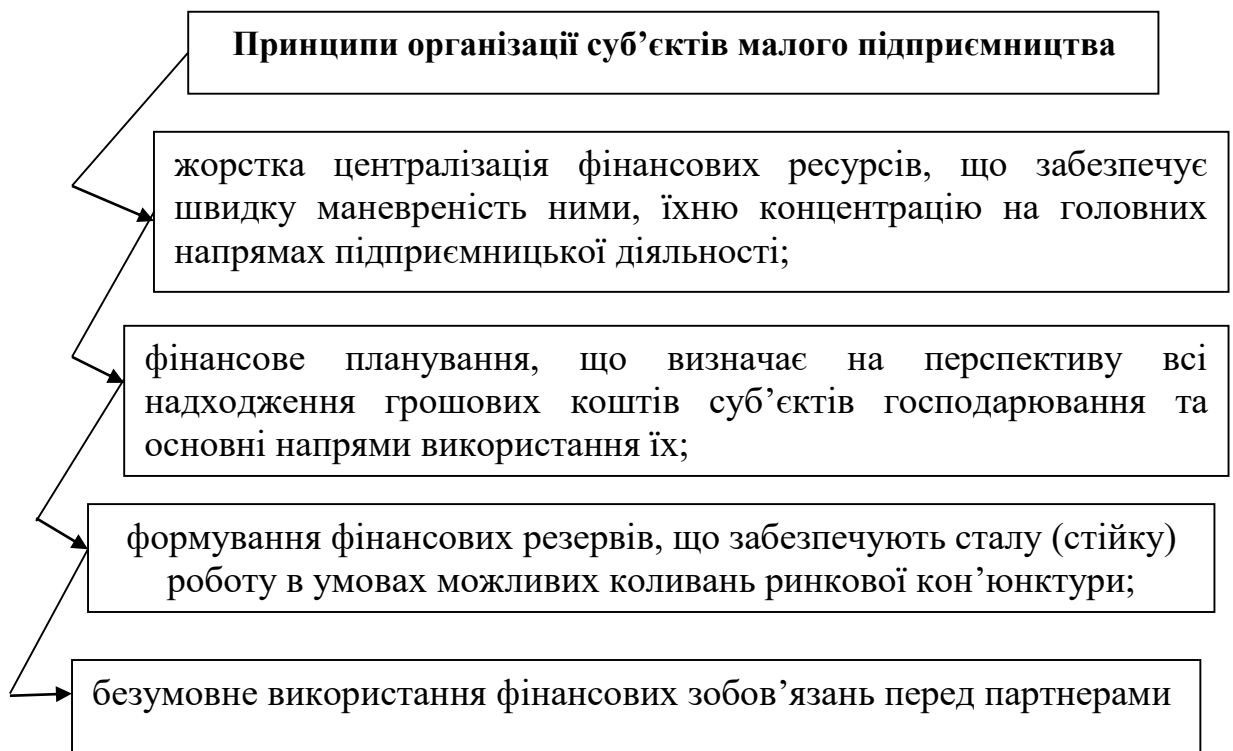 Принципи організації суб’єктів малого підприємництва
жорстка централізація фінансових ресурсів, що забезпечує
швидку маневреність ними, їхню концентрацію на головних
напрямах підприємницької діяльності;
фінансове планування, що визначає на перспективу всі
надходження грошових коштів суб’єктів господарювання та
основні напрями використання їх;
формування фінансових резервів, що забезпечують сталу (стійку)
роботу в умовах можливих коливань ринкової кон’юнктури;
безумовне використання фінансових зобов’язань перед партнерами